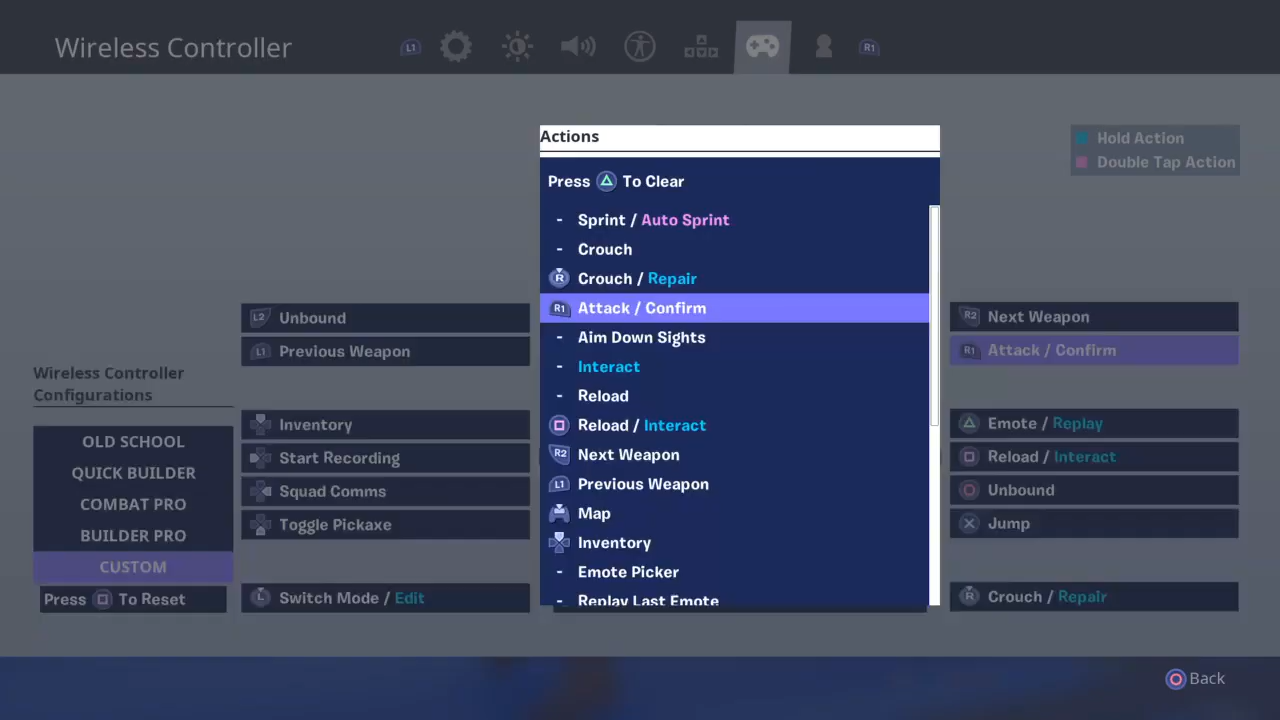 Wireless Controller
L1
R1
Hold Action
Double Tap Action
Actions
Press To Clear
- Sprint / Auto Sprint
- Crouch
R Crouch / Repair
R1 Attack / Confirm
- Aim Down Sights
- Interact
- Reload
Reload / Interact
R2 Next Weapon
L1 Previous Weapon
Map
Inventory
- Emote Picker
- Replay Last Emote
L2 Unbound
L1 Previous Weapon
Inventory
Start Recording
Squad Comms
Toggle Pickaxe
L Switch Mode / Edit
Wireless Controller
Configurations
OLD SCHOOL
QUICK BUILDER
COMBAT PRO
BUILDER PRO
CUSTOM
Press To Reset
R2 Next Weapon
R1 Attack / Confirm
Emote / Replay
Reload / Interact
Unbound
Jump
R Crouch / Repair
Back